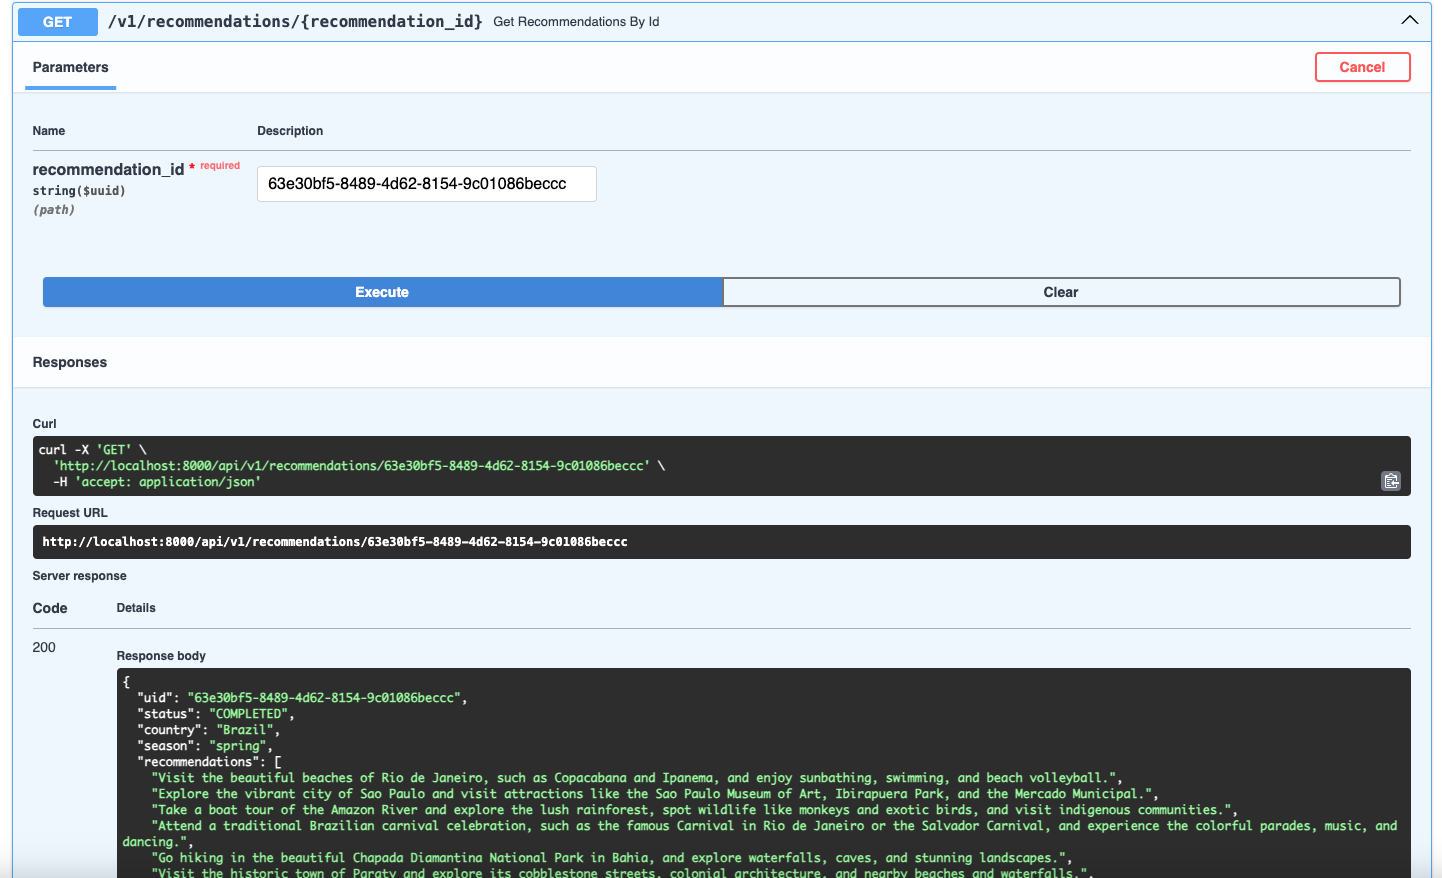 GET /v1/recommendations/{recommendation_id} Get Recommendations By Id
Parameters
Cancel
Name Description
recommendation_id * required
string($uuid)
(path)
63e30bf5-8489-4d62-8154-9c01086beccc
Execute
Clear
Responses
Curl
curl -X 'GET' \
'http://localhost:8000/api/v1/recommendations/63e30bf5-8489-4d62-8154-9c01086beccc' \
-H 'accept: application/json'
Request URL
http://localhost:8000/api/v1/recommendations/63e30bf5-8489-4d62-8154-9c01086beccc
Server response
Code Details
200
Response body
{
"uid": "63e30bf5-8489-4d62-8154-9c01086beccc",
"status": "COMPLETED",
"country": "Brazil",
"season": "spring",
"recommendations": [
"Visit the beautiful beaches of Rio de Janeiro, such as Copacabana and Ipanema, and enjoy sunbathing, swimming, and beach volleyball.",
"Explore the vibrant city of Sao Paulo and visit attractions like the Sao Paulo Museum of Art, Ibirapuera Park, and the Mercado Municipal.",
"Take a boat tour of the Amazon River and explore the lush rainforest, spot wildlife like monkeys and exotic birds, and visit indigenous communities.",
"Attend a traditional Brazilian carnival celebration, such as the famous Carnival in Rio de Janeiro or the Salvador Carnival, and experience the colorful parades, music, and
dancing.",
"Go hiking in the beautiful Chapada Diamantina National Park in Bahia, and explore waterfalls, caves, and stunning landscapes.",
"Visit the historic town of Paraty and explore its cobblestone streets, colonial architecture, and nearby beaches and waterfalls.",